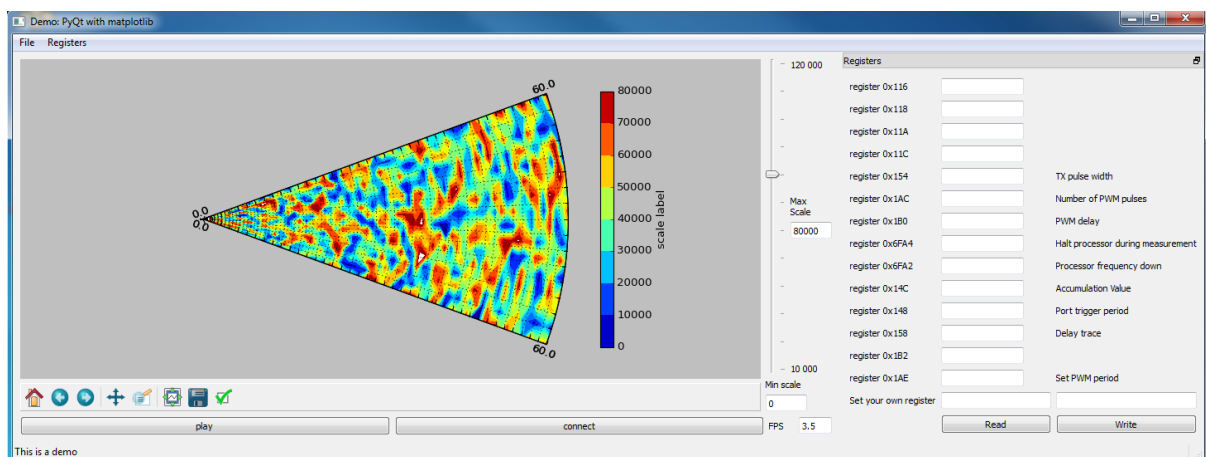 Demo: PyQt with matplotlib
File Registers
60.0
0.0
0.0
60.0
80000
70000
60000
50000
40000
30000
20000
10000
0
scale label
120 000
Max
Scale
80000
10 000
Min scale
0
FPS 3.5
Registers
register 0x116
register 0x118
register 0x11A
register 0x11C
register 0x154 TX pulse width
register 0x1AC Number of PWM pulses
register 0x1B0 PWM delay
register 0x6FA4 Halt processor during measurement
register 0x6FA2 Processor frequency down
register 0x14C Accumulation Value
register 0x148 Port trigger period
register 0x158 Delay trace
register 0x1B2
register 0x1AE Set PWM period
Set your own register
Read Write
play connect
This is a demo